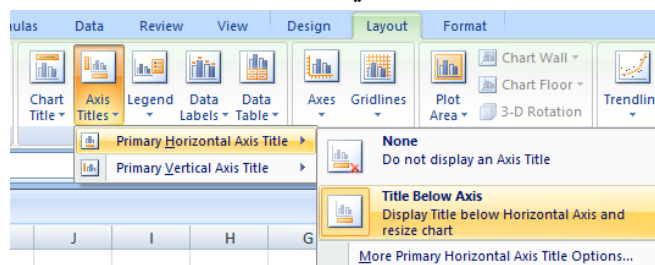 ulas Data Review View Design Layout Format
Chart Title Axis Titles Legend Data Labels Data Table Axes Gridlines Plot Area Chart Wall
Chart Floor
3-D Rotation
Trendlin
Primary Horizontal Axis Title
Primary Vertical Axis Title
None
Do not display an Axis Title
Title Below Axis
Display Title below Horizontal Axis and
resize chart
More Primary Horizontal Axis Title Options...
J I H G